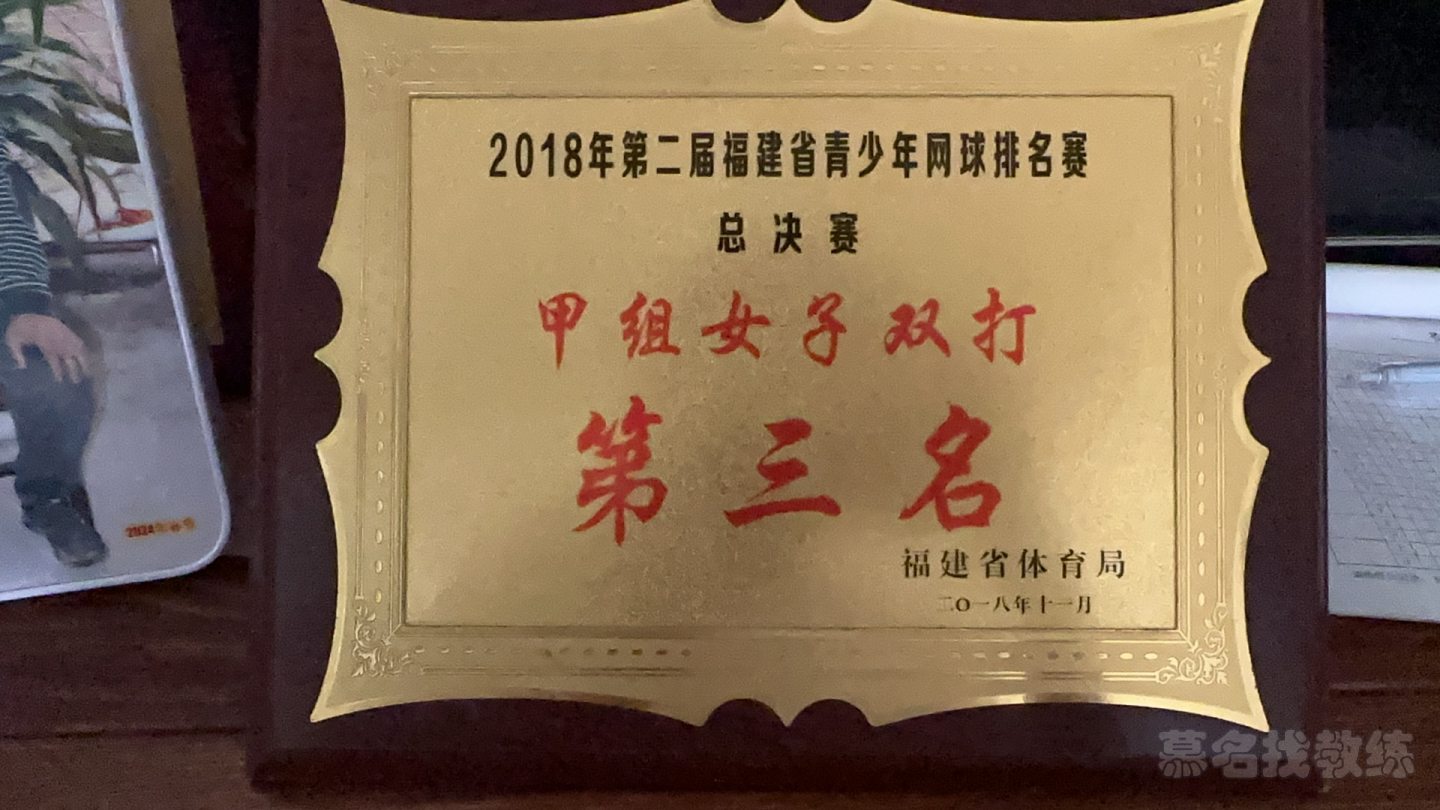 2018年第二届福建省青少年网球排名赛
总决赛
甲组女子双打
第三名
福建省体育局
二〇一八年十一月
慕名找教练